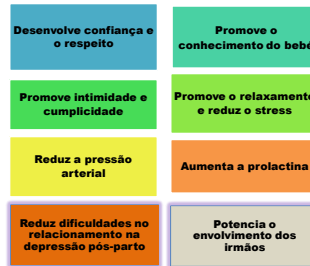 Desenvolve confiança e
o respeito
Promove o
conhecimento do bebé
Promove intimidade e
cumplicidade
Promove o relaxamento
e reduz o stress
Reduz a pressão
arterial
Aumenta a prolactina
Reduz dificuldades no
relacionamento na
depressão pós-parto
Potencia o
envolvimento dos
irmãos